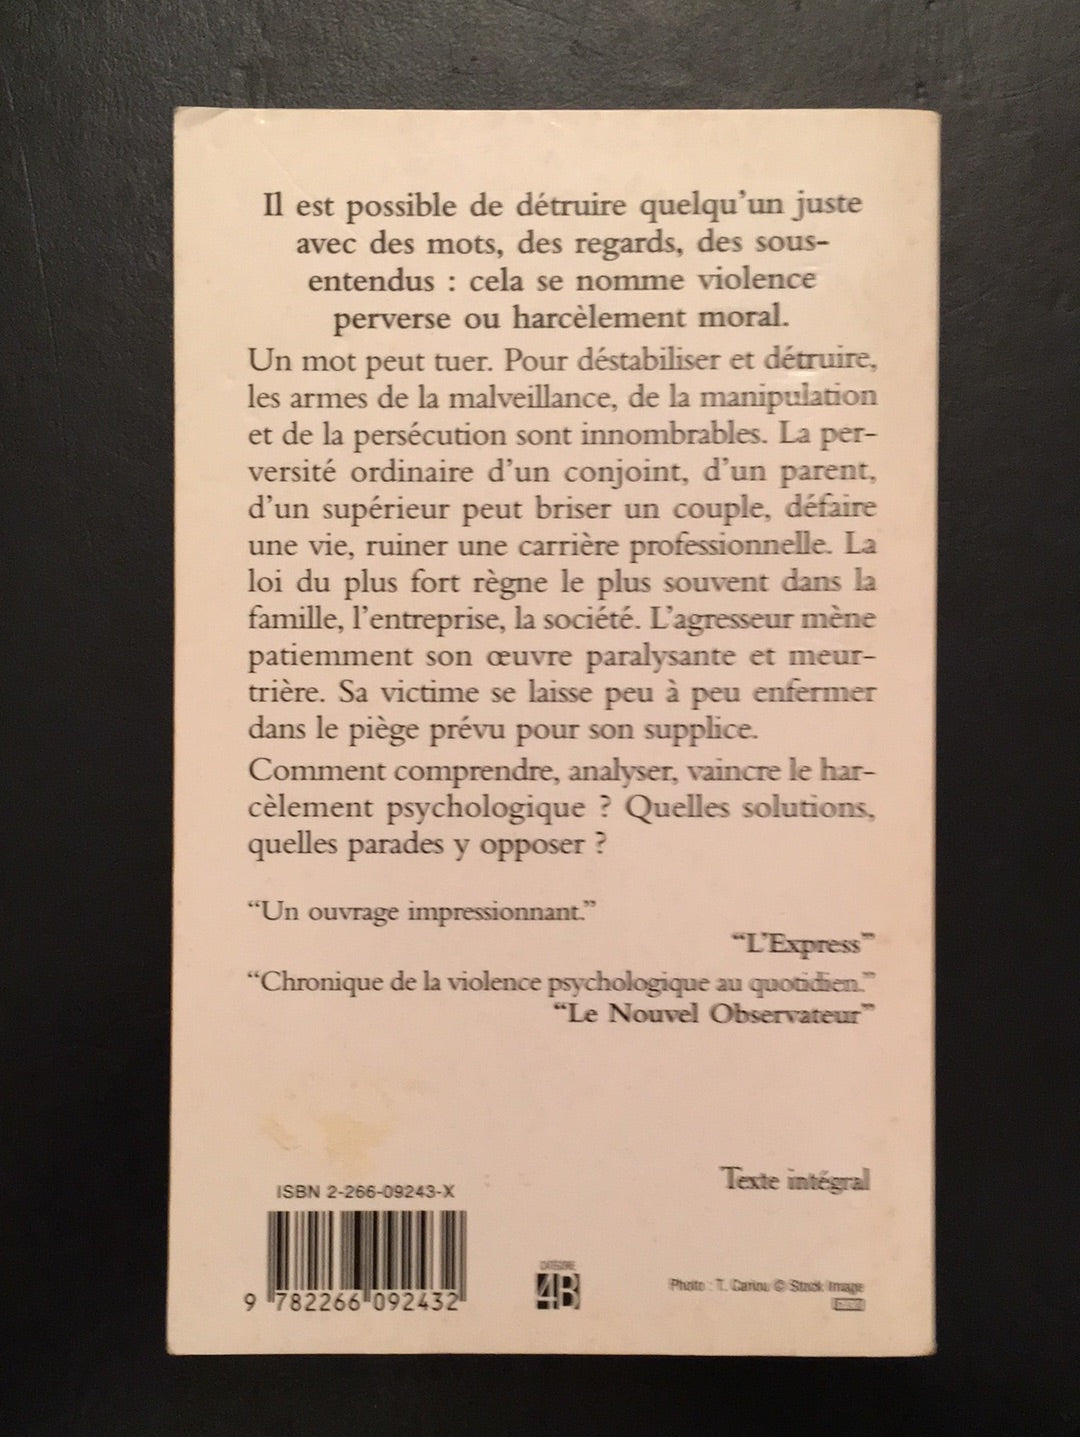 Il est possible de détruire quelqu'un juste
avec des mots, des regards, des sous-
entendus : cela se nomme violence
perverse ou harcèlement moral.
Un mot peut tuer. Pour déstabiliser et détruire,
les armes de la malveillance, de la manipulation
et de la persécution sont innombrables. La per-
versité ordinaire d'un conjoint, d'un parent,
d'un supérieur peut briser un couple, défaire
une vie, ruiner une carrière professionnelle. La
loi du plus fort règne le plus souvent dans la
famille, l'entreprise, la société. L'agresseur mène
patiemment son œuvre paralysante et meur-
trière. Sa victime se laisse peu à peu enfermer
dans le piège prévu pour son supplice.
Comment comprendre, analyser, vaincre le har-
cèlement psychologique ? Quelles solutions,
quelles parades y opposer ?
“Un ouvrage impressionnant.”
“L'Express”
“Chronique de la violence psychologique au quotidien.”
“Le Nouvel Observateur”
Texte intégral
ISBN 2-266-09243-X
9 782266 092432
CATÉGORIE
4B
Photo : T. Cariou © Stock Image